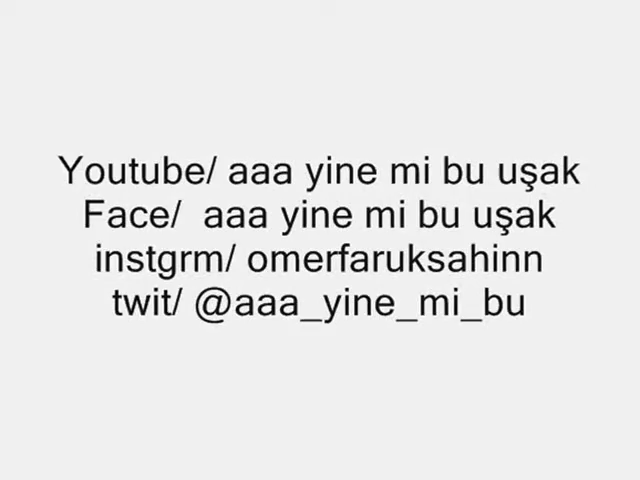 Youtube/ aaa yine mi bu uşak
Face/  aaa yine mi bu uşak
instgrm/ omerfaruksahinn
twit/ @aaa_yine_mi_bu